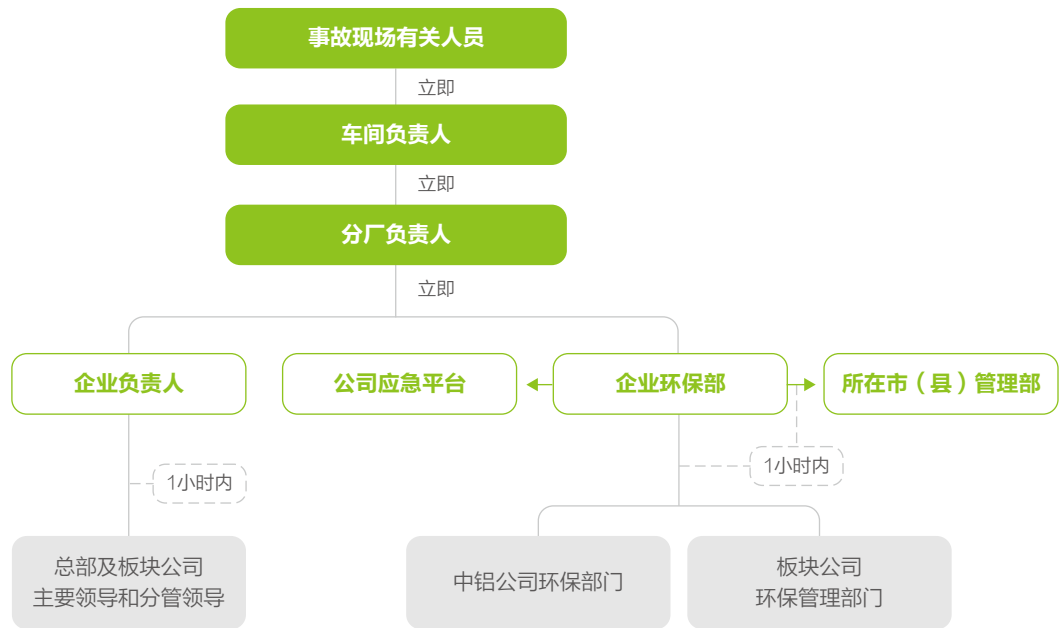 事故现场有关人员
立即
车间负责人
立即
分厂负责人
立即
企业负责人
公司应急平台
企业环保部
所在市（县）管理部
1小时内
1小时内
总部及板块公司
主要领导和分管领导
中铝公司环保部门
板块公司
环保管理部门